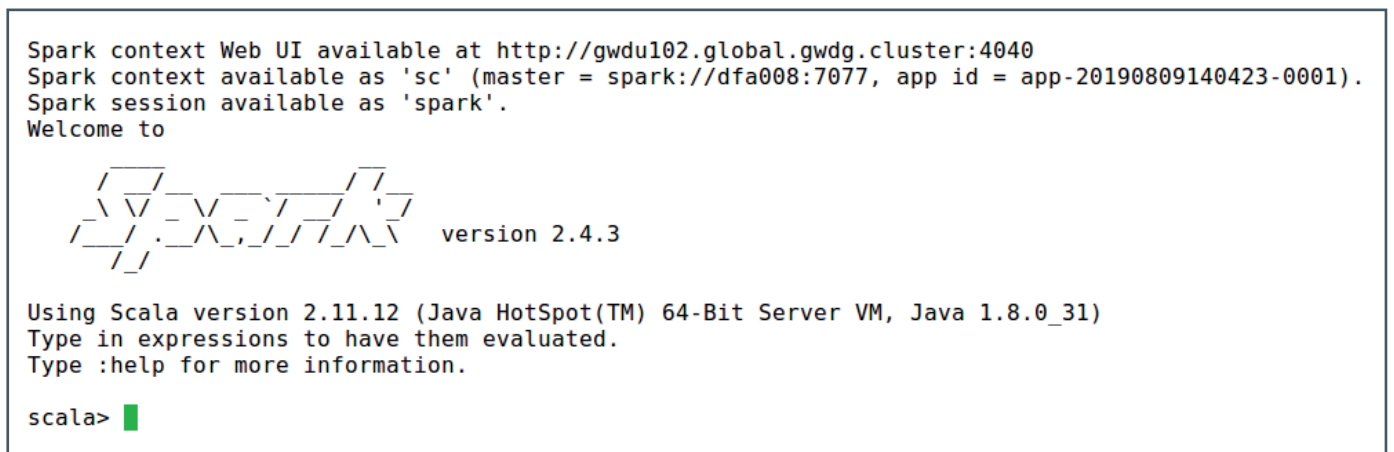 Spark context Web UI available at http://gwdu102.global.gwdg.cluster:4040
Spark context available as 'sc' (master = spark://dfa008:7077, app id = app-20190809140423-0001).
Spark session available as 'spark'.
Welcome to
      ____              __
     / __/__  ___ _____/ /__
    _\ \/ _ \/ _ `/ __/  '_/
   /___/ .__/\_,_/_/ /_/\_\   version 2.4.3
      /_/
Using Scala version 2.11.12 (Java HotSpot(TM) 64-Bit Server VM, Java 1.8.0_31)
Type in expressions to have them evaluated.
Type :help for more information.
scala>